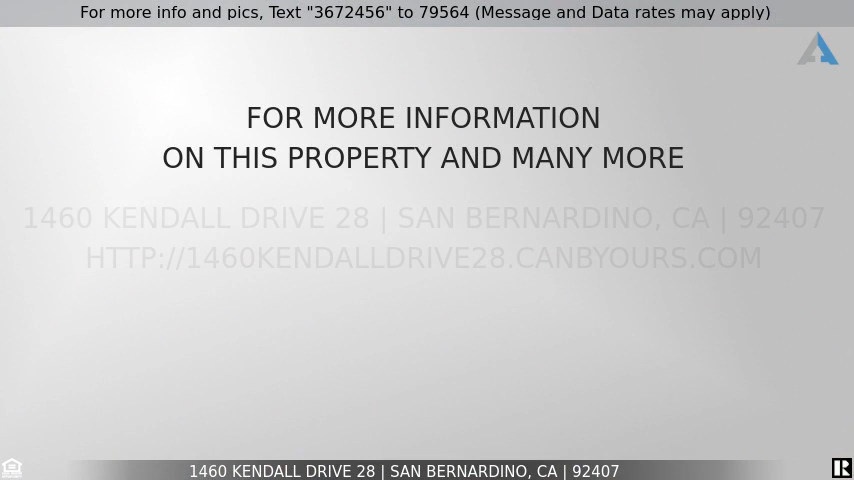 For more info and pics, Text "3672456" to 79564 (Message and Data rates may apply)
FOR MORE INFORMATION
ON THIS PROPERTY AND MANY MORE
1460 KENDALL DRIVE 28 | SAN BERNARDINO, CA | 92407
HTTP://1460KENDALLDRIVE28.CANBYOURS.COM
1460 KENDALL DRIVE 28 | SAN BERNARDINO, CA | 92407